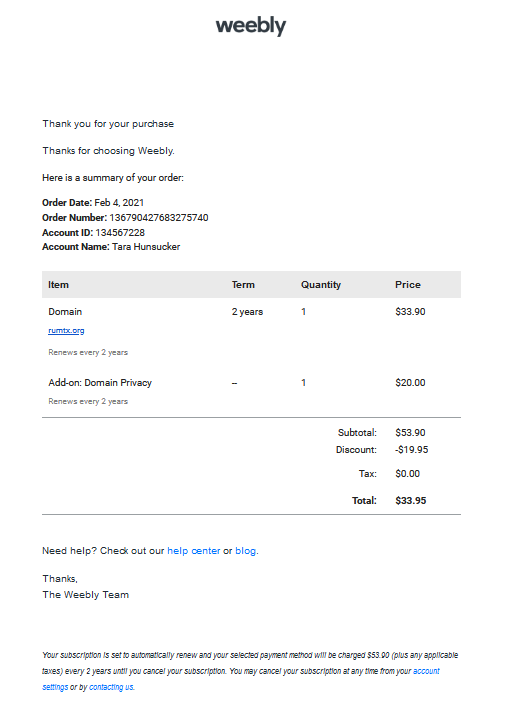 weebly
Thank you for your purchase
Thanks for choosing Weebly.
Here is a summary of your order:
Order Date: Feb 4, 2021
Order Number: 136790427683275740
Account ID: 134567228
Account Name: Tara Hunsucker
Item Term Quantity Price
Domain 2 years 1 $33.90
rumtx.org
Renews every 2 years
Add-on: Domain Privacy -- 1 $20.00
Renews every 2 years
Subtotal: $53.90
Discount: -$19.95
Tax: $0.00
Total: $33.95
Need help? Check out our help center or blog.
Thanks,
The Weebly Team
Your subscription is set to automatically renew and your selected payment method will be charged $53.90 (plus any applicable
taxes) every 2 years until you cancel your subscription. You may cancel your subscription at any time from your account
settings or by contacting us.